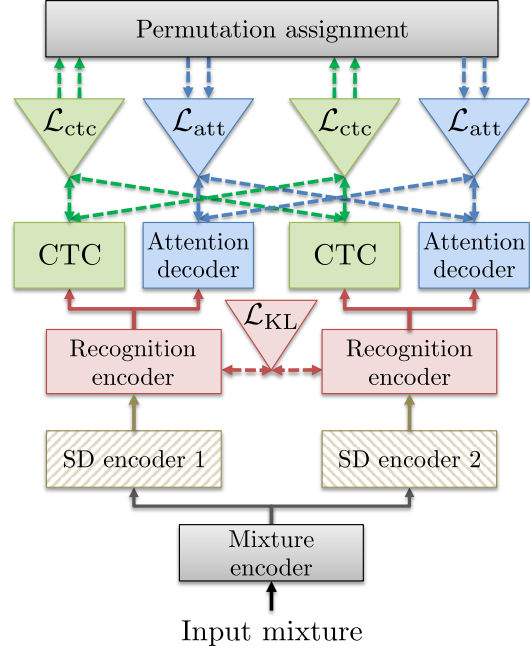 Permutation assignment
ℒctc
ℒatt
ℒctc
ℒatt
CTC
Attention
decoder
CTC
Attention
decoder
ℒKL
Recognition
encoder
Recognition
encoder
SD encoder 1
SD encoder 2
Mixture
encoder
Input mixture